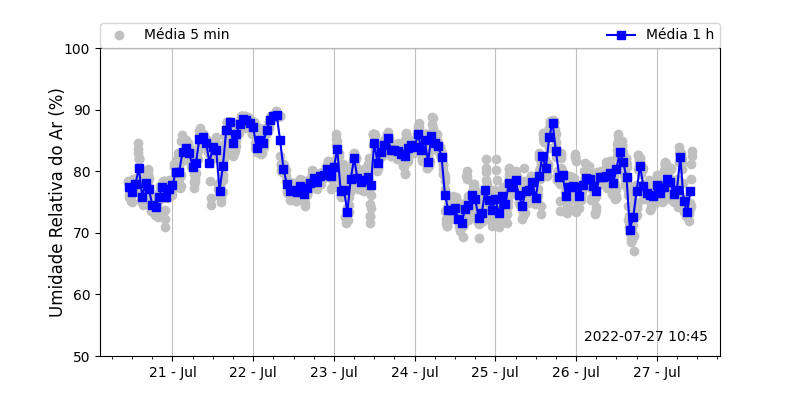 Média 5 min
Média 1 h
Umidade Relativa do Ar (%)
100
90
80
70
60
50
2022-07-27 10:45
21 - Jul
22 - Jul
23 - Jul
24 - Jul
25 - Jul
26 - Jul
27 - Jul